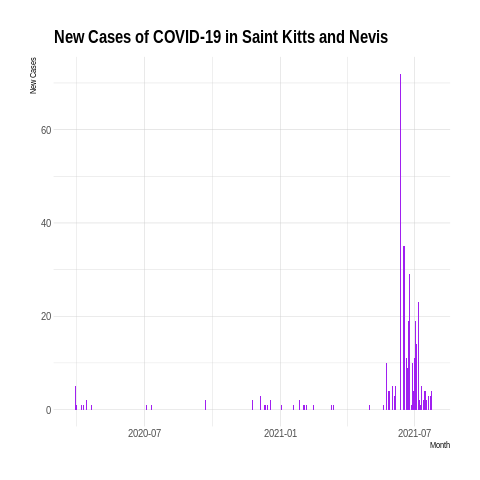 New Cases of COVID-19 in Saint Kitts and Nevis
New Cases
60
40
20
0
2020-07
2021-01
2021-07
Month